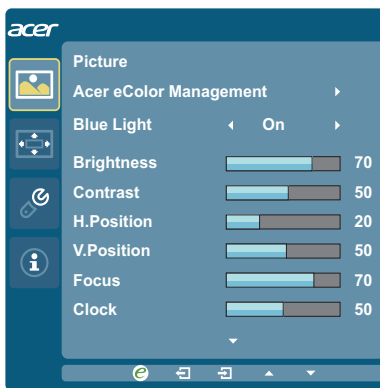 acer
Picture
Acer eColor Management
Blue Light On
Brightness 70
Contrast 50
H.Position 20
V.Position 50
Focus 70
Clock 50
e